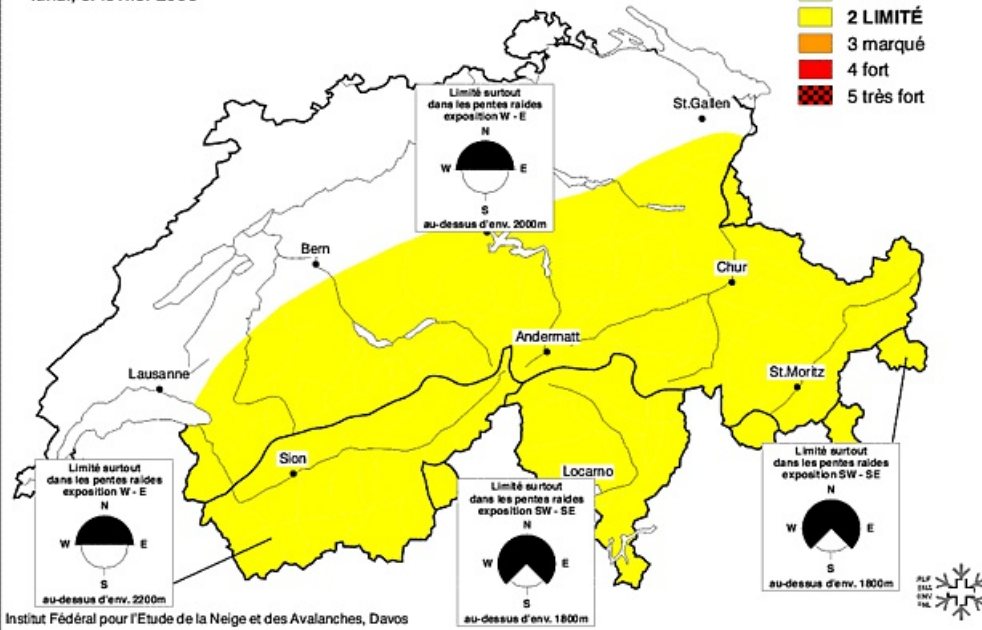 2 LIMITÉ
3 marqué
4 fort
5 très fort
Limité surtout
dans les pentes raides
exposition W - E
N
W
E
S
au-dessus d'env. 2000m
St.Gallen
Bern
Chur
Andermatt
Lausanne
St.Moritz
Sion
Locarno
Limité surtout
dans les pentes raides
exposition W - E
N
W
E
S
au-dessus d'env. 2200m
Limité surtout
dans les pentes raides
exposition SW - SE
N
W
E
S
au-dessus d'env. 1800m
Limité surtout
dans les pentes raides
exposition SW - SE
N
W
E
S
au-dessus d'env. 1800m
SLF
ENA
ENV
SNL
Institut Fédéral pour l'Etude de la Neige et des Avalanches, Davos